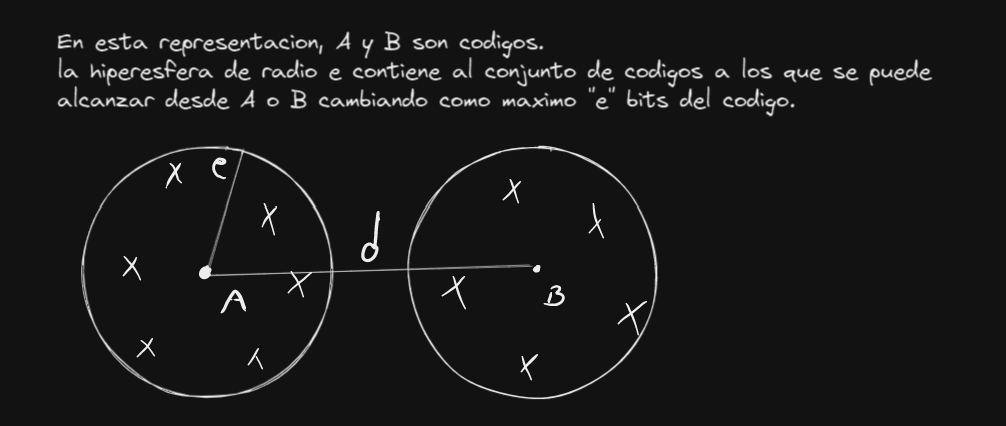 En esta representacion, A y B son codigos.
la hiperesfera de radio e contiene al conjunto de codigos a los que se puede
alcanzar desde A o B cambiando como maximo "e" bits del codigo.
x e x
x x
d
x x
A x x B
x
x x x